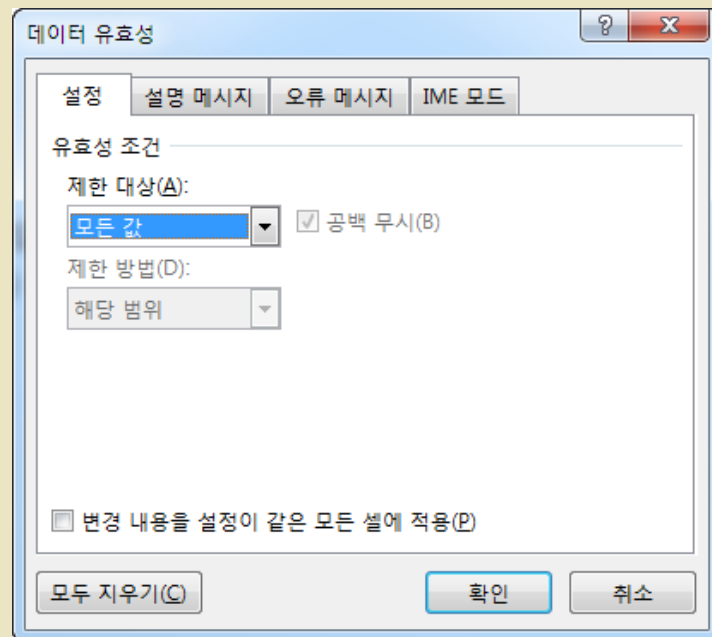 데이터 유효성
설정 설명 메시지 오류 메시지 IME 모드
유효성 조건
제한 대상(A):
모든 값 공백 무시(B)
제한 방법(D):
해당 범위
변경 내용을 설정이 같은 모든 셀에 적용(P)
모두 지우기(C) 확인 취소